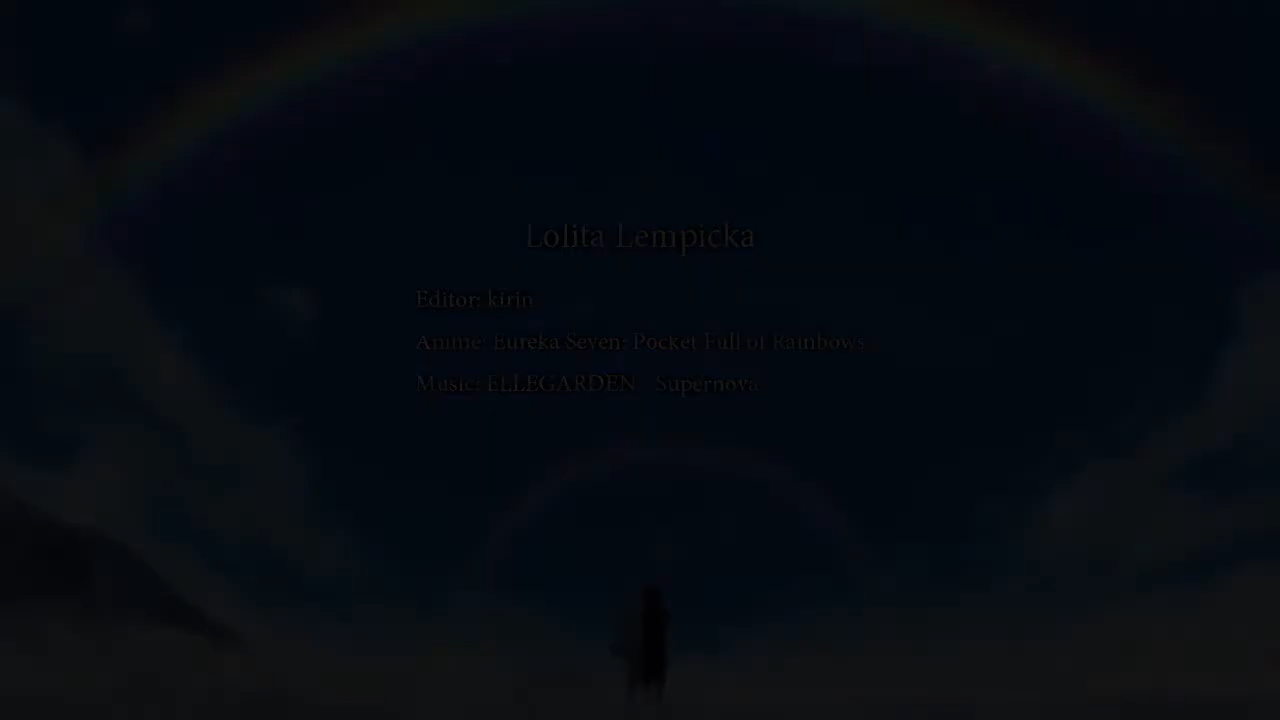 Lolita Lempicka
Editor: kirin
Anime: Eureka Seven: Pocket Full of Rainbows
Music: ELLEGARDEN - Supernova